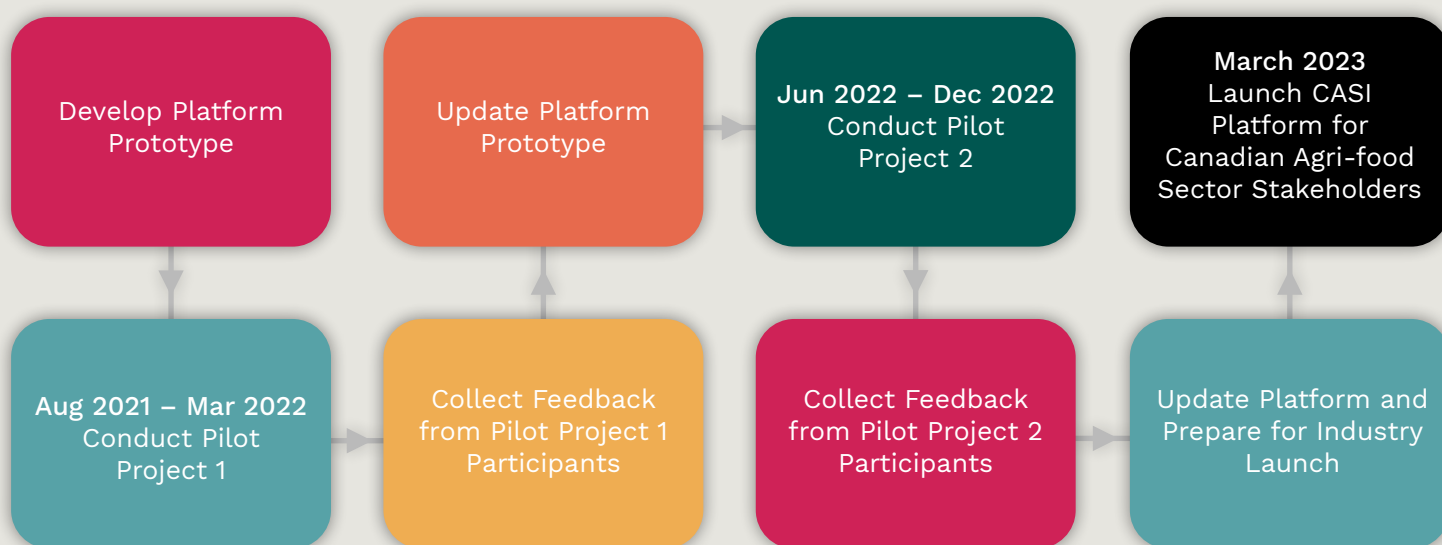 Develop Platform
Prototype
Aug 2021 – Mar 2022
Conduct Pilot
Project 1
Collect Feedback
from Pilot Project 1
Participants
Update Platform
Prototype
Jun 2022 – Dec 2022
Conduct Pilot
Project 2
Collect Feedback
from Pilot Project 2
Participants
Update Platform and
Prepare for Industry
Launch
March 2023
Launch CASI
Platform for
Canadian Agri-food
Sector Stakeholders